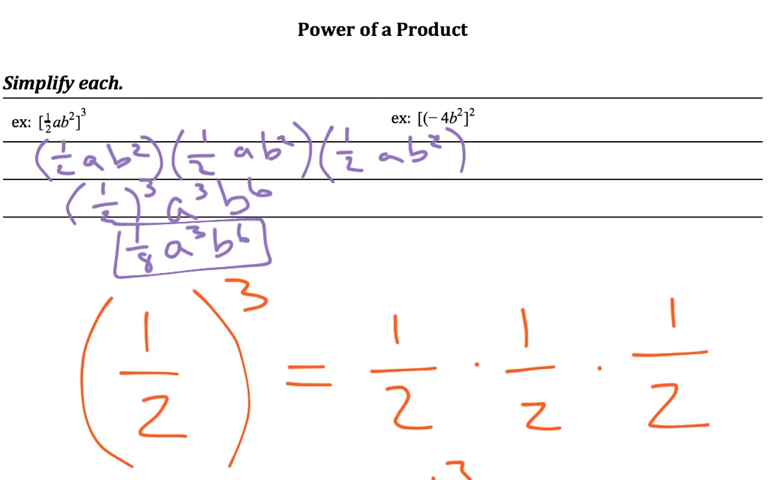 Power of a Product
Simplify each.
ex: [½ab²]³ ex: [(−4b²]²
(½ab²)(½ab²)(½ab²)
(½)³a³b⁶
⅛a³b⁶
(1/2)³ = 1/2 · 1/2 · 1/2
3